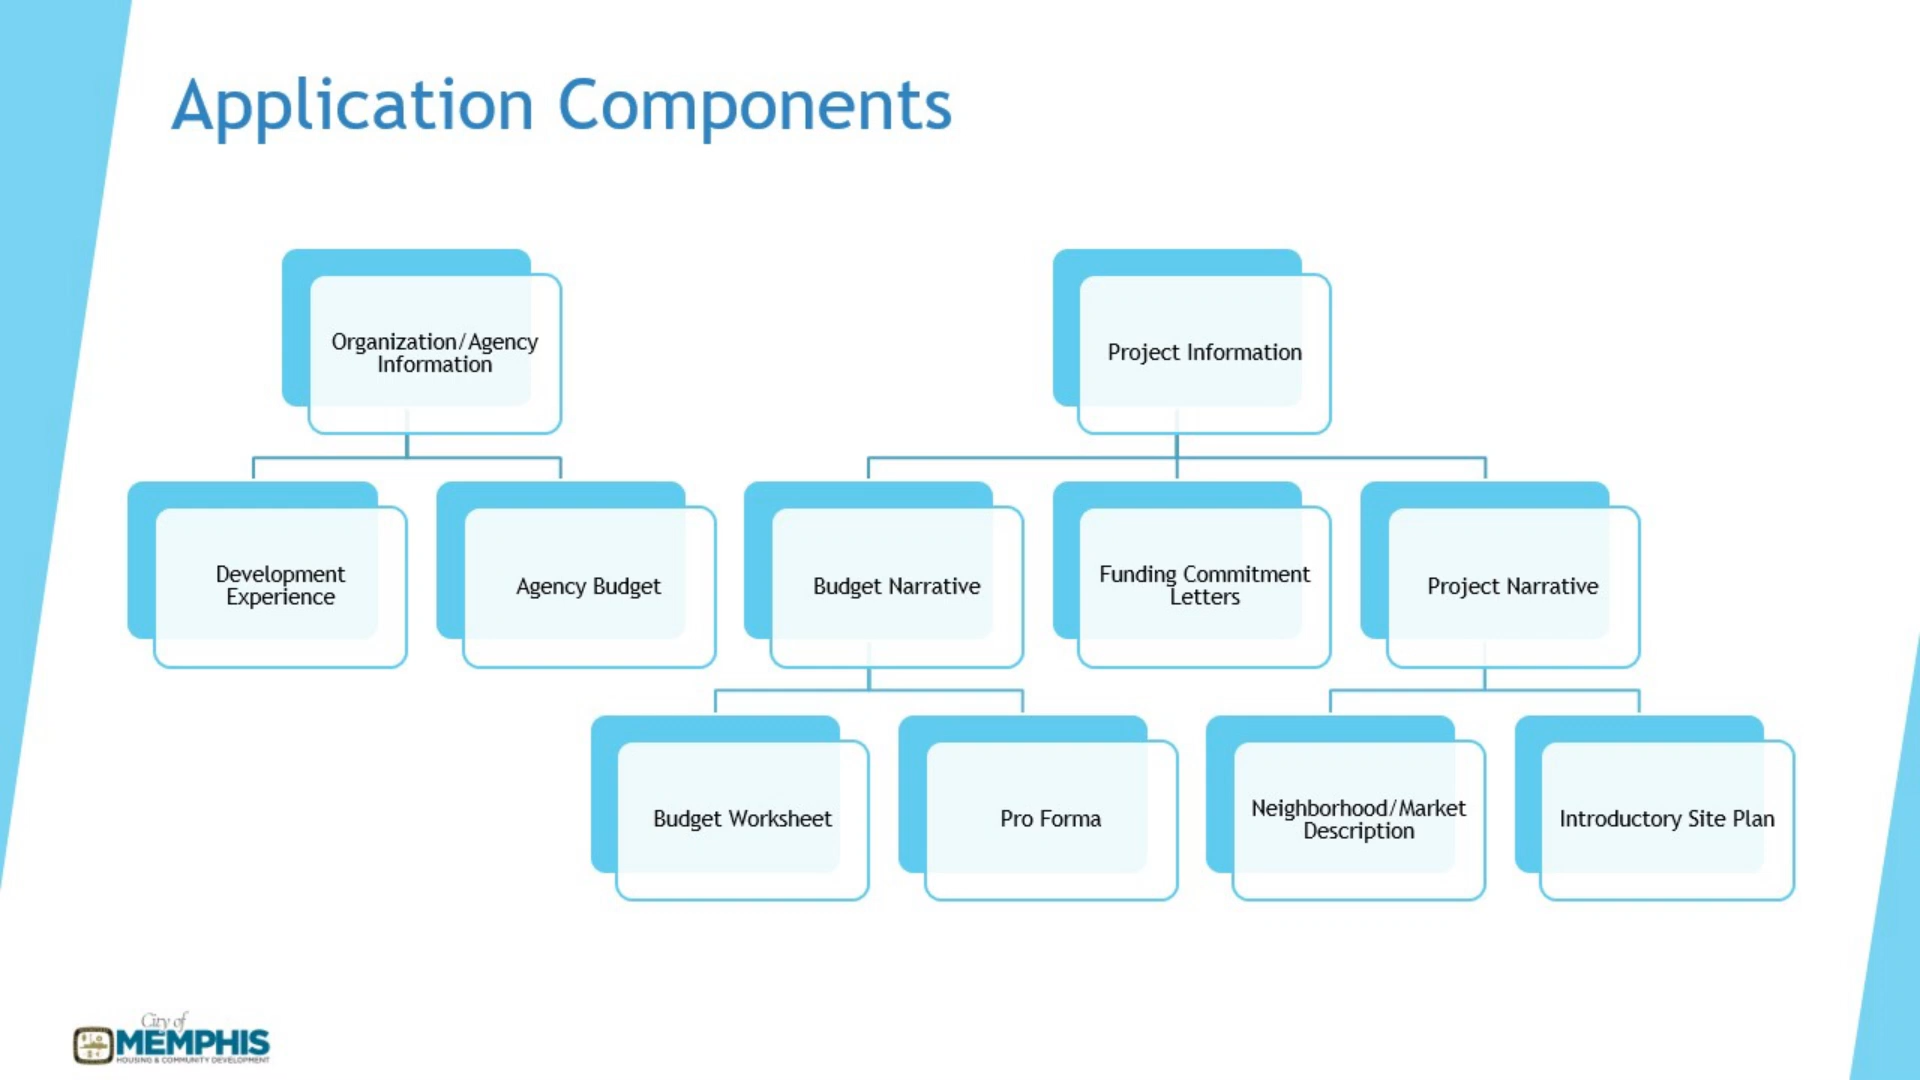 Application Components
Organization/Agency
Information
Project Information
Development
Experience
Agency Budget
Budget Narrative
Funding Commitment
Letters
Project Narrative
Budget Worksheet
Pro Forma
Neighborhood/Market
Description
Introductory Site Plan
City of
MEMPHIS
HOUSING & COMMUNITY DEVELOPMENT